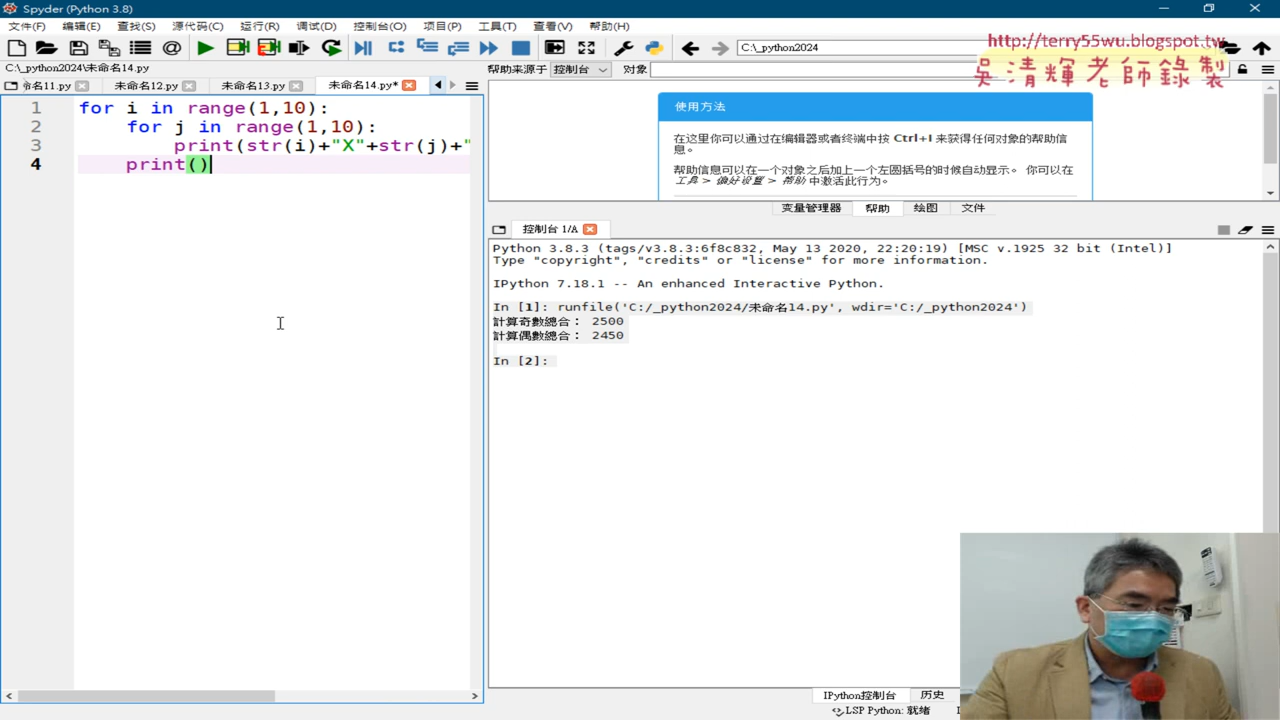 Spyder (Python 3.8)
文件(F) 编辑(E) 查找(S) 源代码(C) 运行(R) 调试(D) 控制台(O) 项目(P) 工具(T) 查看(V) 帮助(H)
C:\_python2024
http://terry55wu.blogspot.tw
吳清輝老師錄製
C:\_python2024\未命名14.py
帮助来源于 控制台 对象
命名11.py 未命名12.py 未命名13.py 未命名14.py*
1 for i in range(1,10):
2 for j in range(1,10):
3 print(str(i)+"X"+str(j)+"
4 print()
使用方法
在这里你可以通过在编辑器或者终端中按 Ctrl+I 来获得任何对象的帮助信
息。
帮助信息可以在一个对象之后加上一个左圆括号的时候自动显示。 你可以在
工具 > 偏好设置 > 帮助 中激活此行为。
变量管理器 帮助 绘图 文件
控制台 1/A
Python 3.8.3 (tags/v3.8.3:6f8c832, May 13 2020, 22:20:19) [MSC v.1925 32 bit (Intel)]
Type "copyright", "credits" or "license" for more information.
IPython 7.18.1 -- An enhanced Interactive Python.
In [1]: runfile('C:/_python2024/未命名14.py', wdir='C:/_python2024')
計算奇數總合： 2500
計算偶數總合： 2450
In [2]:
IPython控制台 历史
LSP Python: 就绪